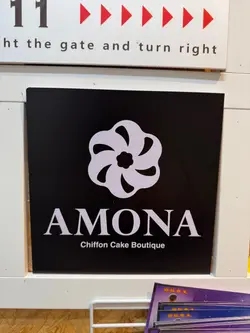 11
ht the gate and turn right
AMONA
Chiffon Cake Boutique